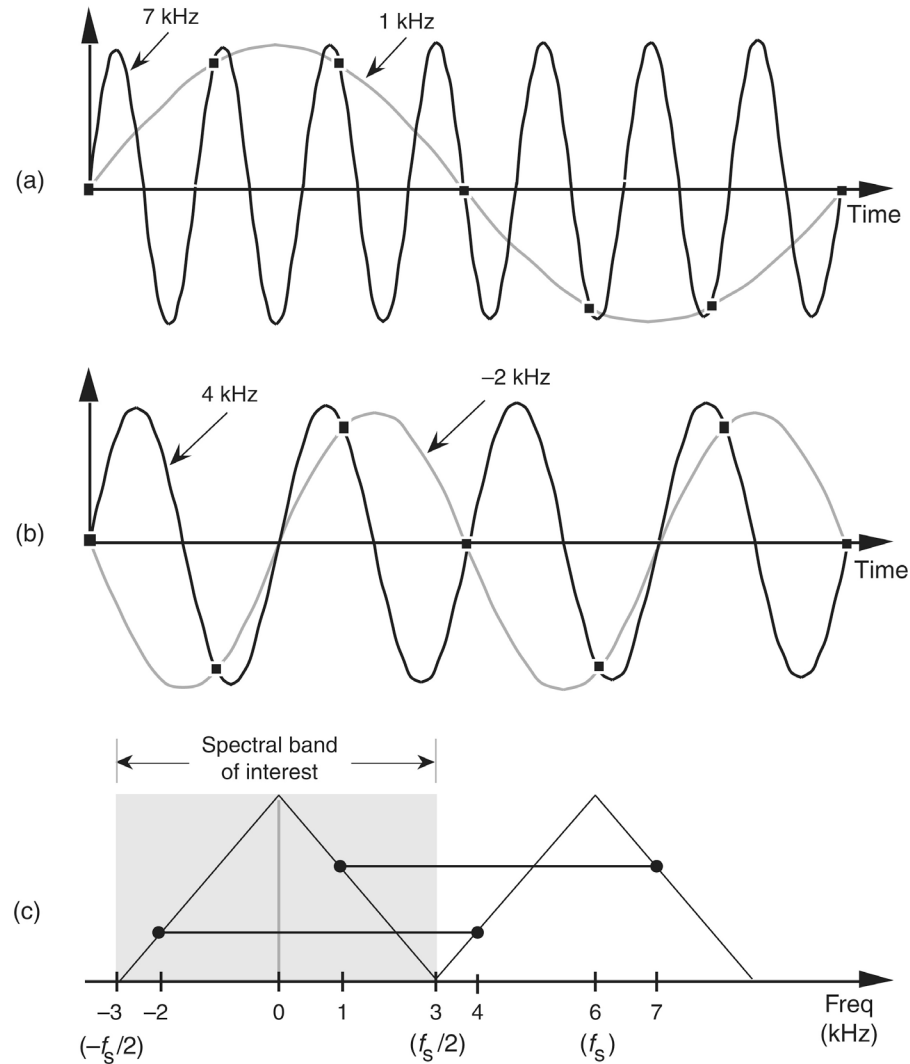 7 kHz
1 kHz
(a)
Time
4 kHz
–2 kHz
(b)
Time
Spectral band
of interest
(c)
–3 –2 0 1 3 4 6 7 Freq
(–fs/2) (fs/2) (fs) (kHz)